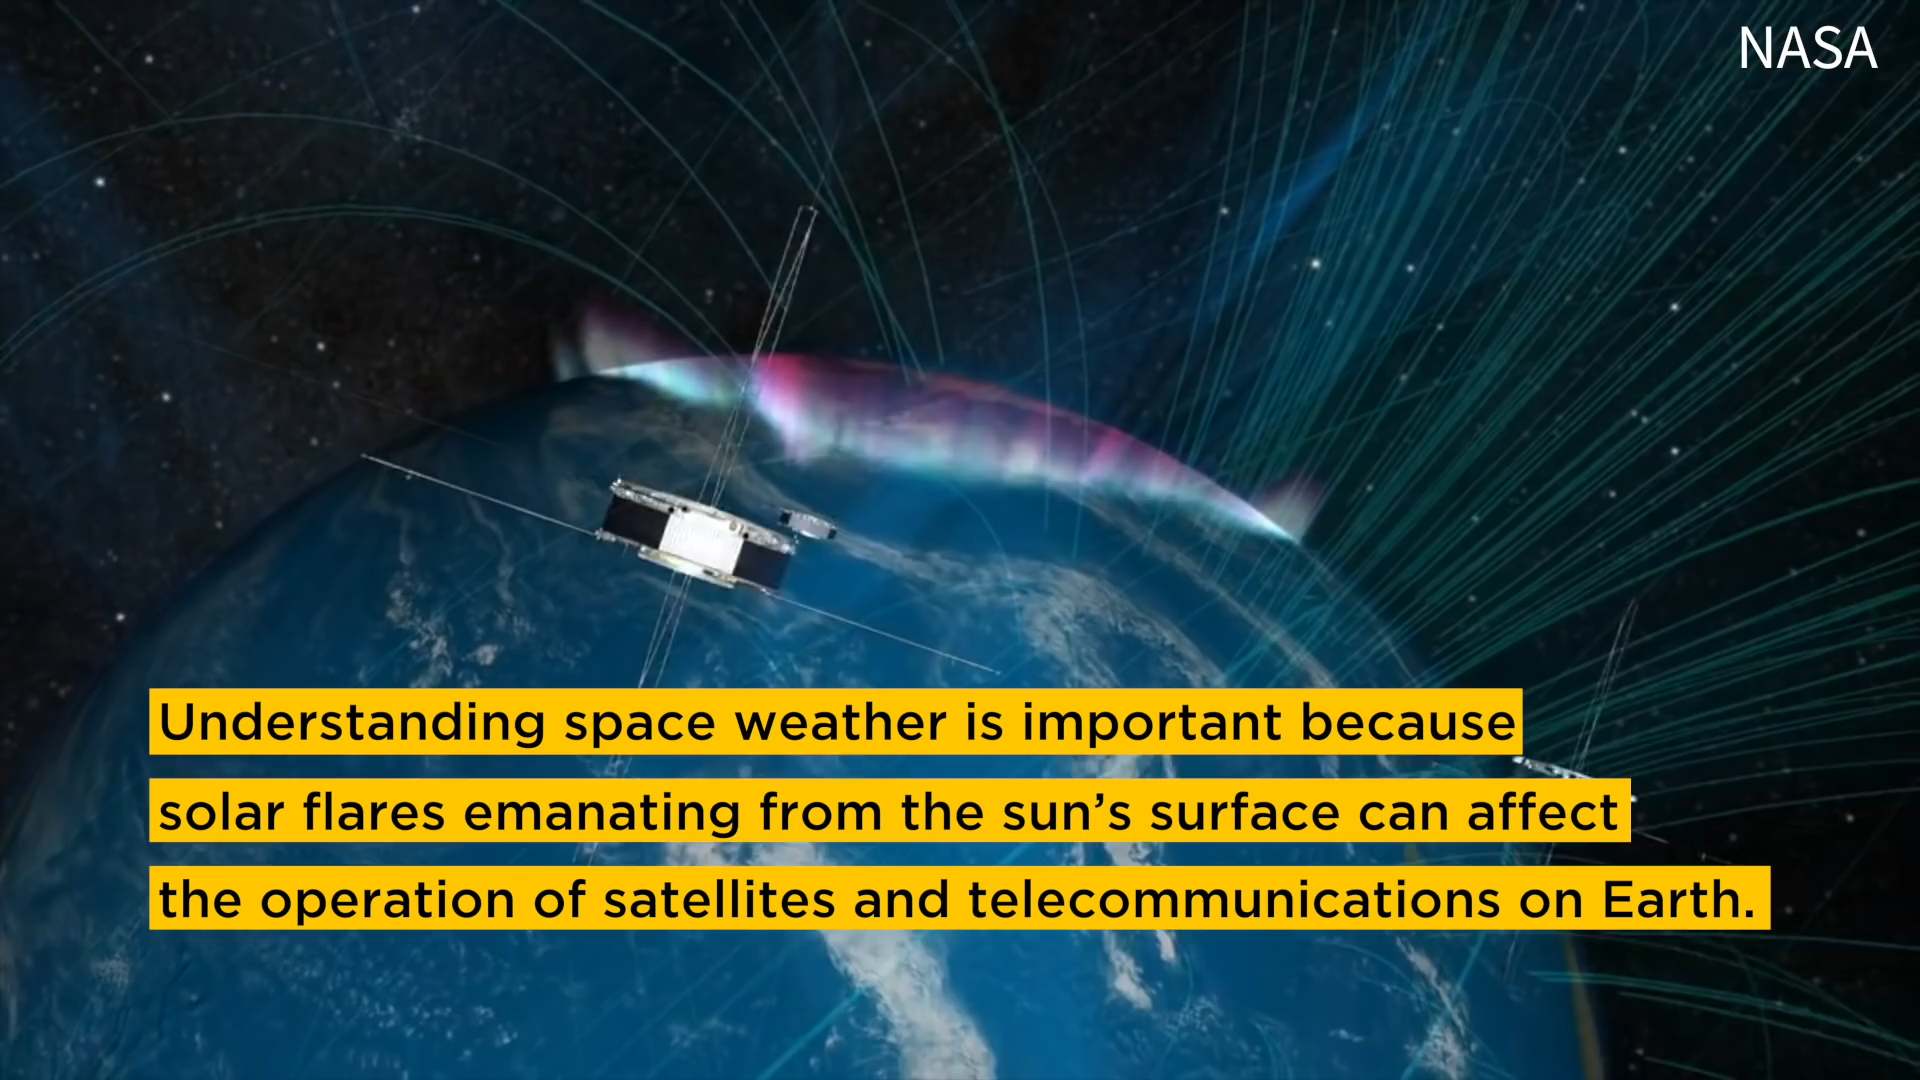 NASA
Understanding space weather is important because
solar flares emanating from the sun’s surface can affect
the operation of satellites and telecommunications on Earth.